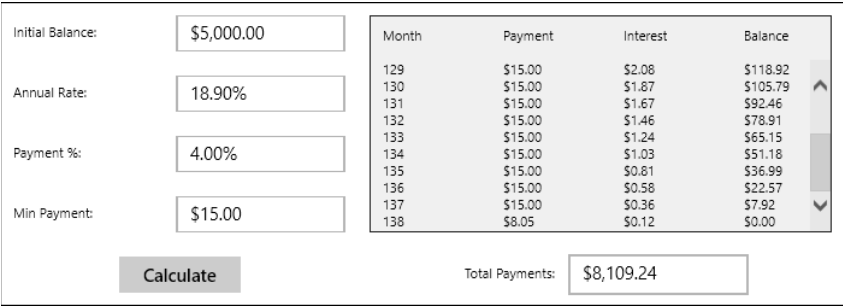 Initial Balance: $5,000.00
Annual Rate: 18.90%
Payment %: 4.00%
Min Payment: $15.00
Calculate
Month Payment Interest Balance
129 $15.00 $2.08 $118.92
130 $15.00 $1.87 $105.79
131 $15.00 $1.67 $92.46
132 $15.00 $1.46 $78.91
133 $15.00 $1.24 $65.15
134 $15.00 $1.03 $51.18
135 $15.00 $0.81 $36.99
136 $15.00 $0.58 $22.57
137 $15.00 $0.36 $7.92
138 $8.05 $0.12 $0.00
Total Payments: $8,109.24